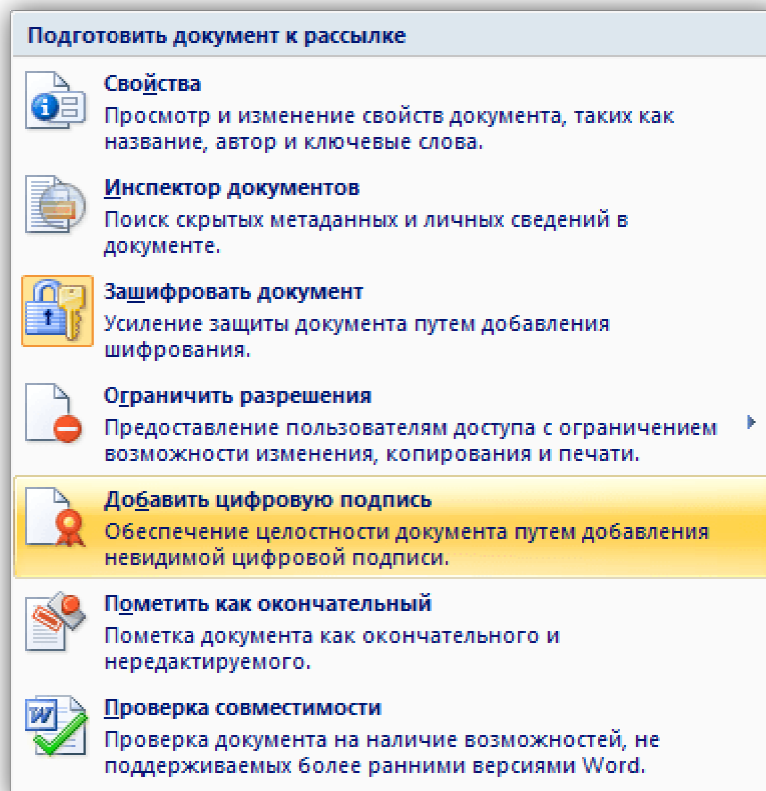 Подготовить документ к рассылке
Свойства
Просмотр и изменение свойств документа, таких как
название, автор и ключевые слова.
Инспектор документов
Поиск скрытых метаданных и личных сведений в
документе.
Зашифровать документ
Усиление защиты документа путем добавления
шифрования.
Ограничить разрешения
Предоставление пользователям доступа с ограничением
возможности изменения, копирования и печати.
Добавить цифровую подпись
Обеспечение целостности документа путем добавления
невидимой цифровой подписи.
Пометить как окончательный
Пометка документа как окончательного и
нередактируемого.
Проверка совместимости
Проверка документа на наличие возможностей, не
поддерживаемых более ранними версиями Word.